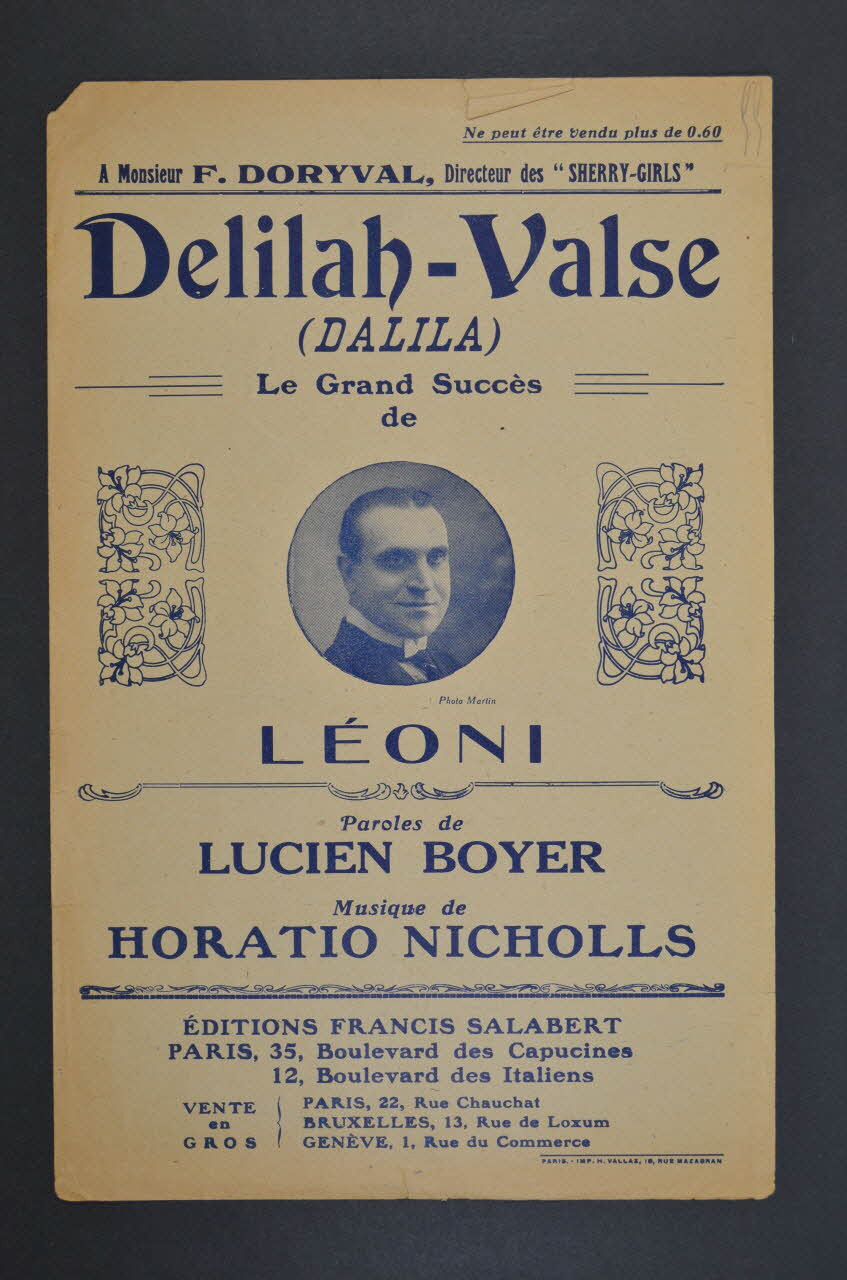 Ne peut être vendu plus de 0.60
A Monsieur F. DORYVAL, Directeur des "SHERRY-GIRLS"
Delilah-Valse
(DALILA)
Le Grand Succès
de
Photo Martin
LÉONI
Paroles de
LUCIEN BOYER
Musique de
HORATIO NICHOLLS
ÉDITIONS FRANCIS SALABERT
PARIS, 35, Boulevard des Capucines
12, Boulevard des Italiens
VENTE en GROS
PARIS, 22, Rue Chauchat
BRUXELLES, 13, Rue de Loxum
GENÈVE, 1, Rue du Commerce
PARIS. - IMP. H. VALLAZ, 18, RUE MAZAGRAN